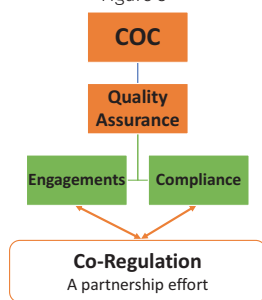 COC
Quality
Assurance
Engagements
Compliance
Co-Regulation
A partnership effort